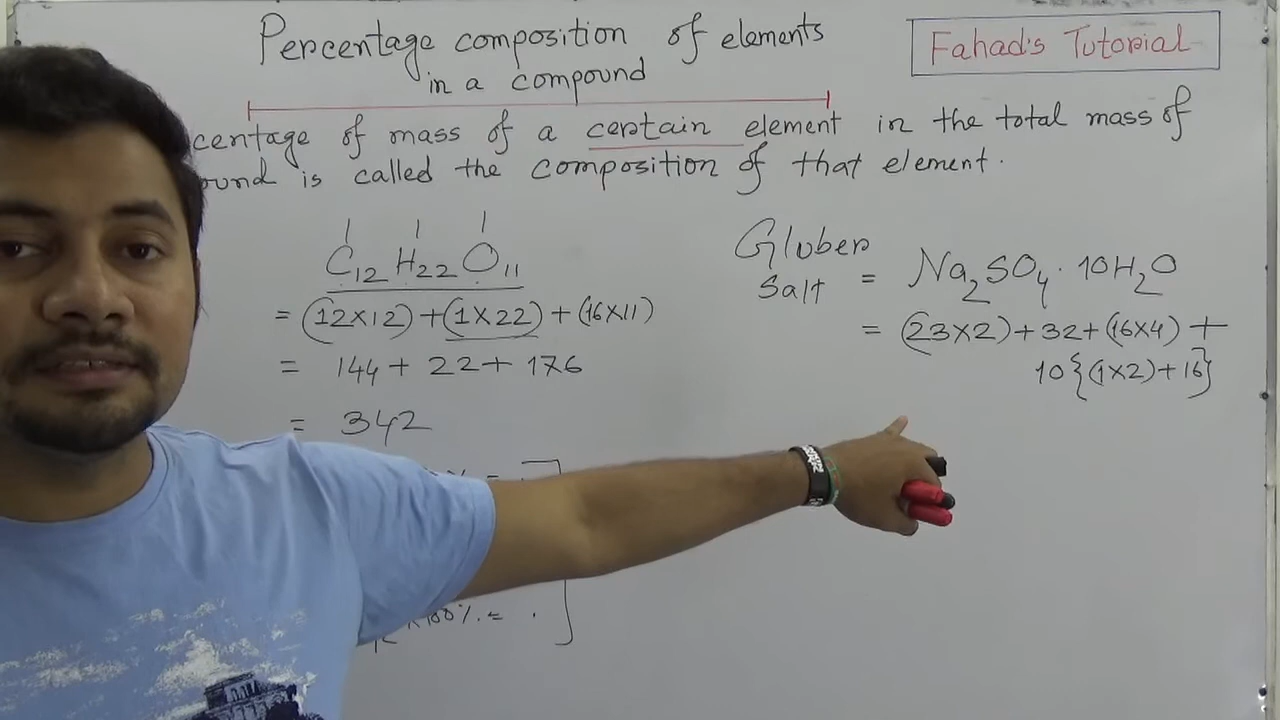 Percentage composition of elements
in a compound
Fahad's Tutorial
centage of mass of a certain element in the total mass of
ound is called the composition of that element.
C₁₂ H₂₂ O₁₁
= (12×12) + (1×22) + (16×11)
= 144 + 22 + 176
= 342
×100%. =
Gluber
Salt = Na₂SO₄ · 10H₂O
= (23×2) + 32 + (16×4) +
10{(1×2) + 16}